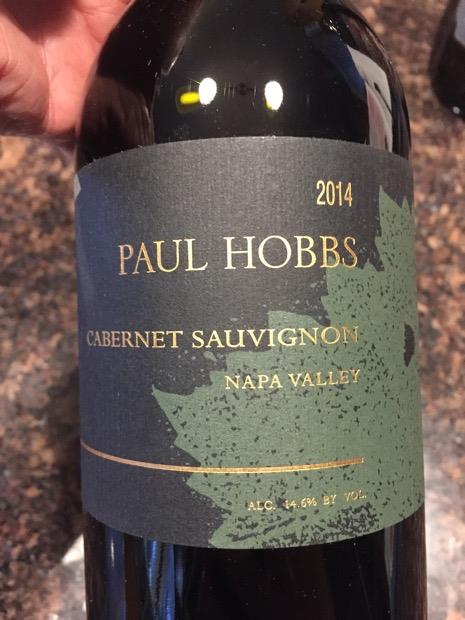 2014
PAUL HOBBS
CABERNET SAUVIGNON
NAPA VALLEY
ALC. 14.6% BY VOL.